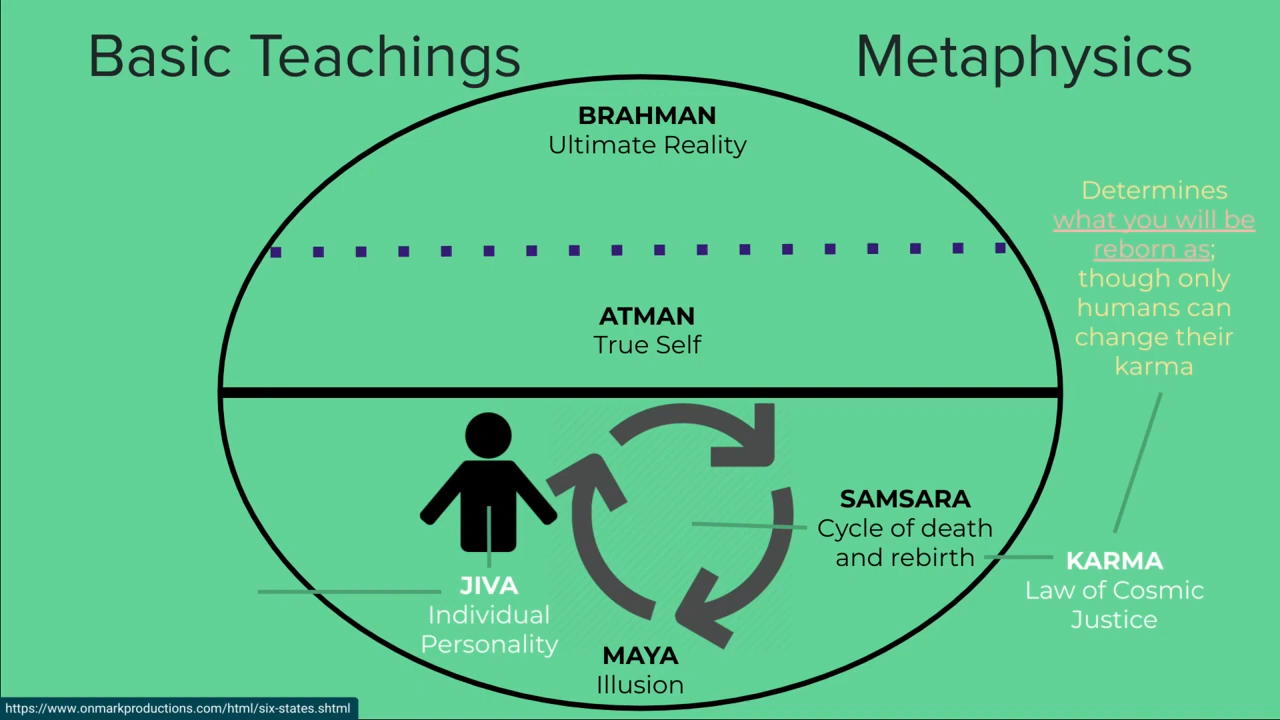 Basic Teachings
Metaphysics
BRAHMAN
Ultimate Reality
Determines
what you will be
reborn as;
though only
humans can
change their
karma
ATMAN
True Self
SAMSARA
Cycle of death
and rebirth
KARMA
Law of Cosmic
Justice
JIVA
Individual
Personality
MAYA
Illusion
https://www.onmarkproductions.com/html/six-states.shtml